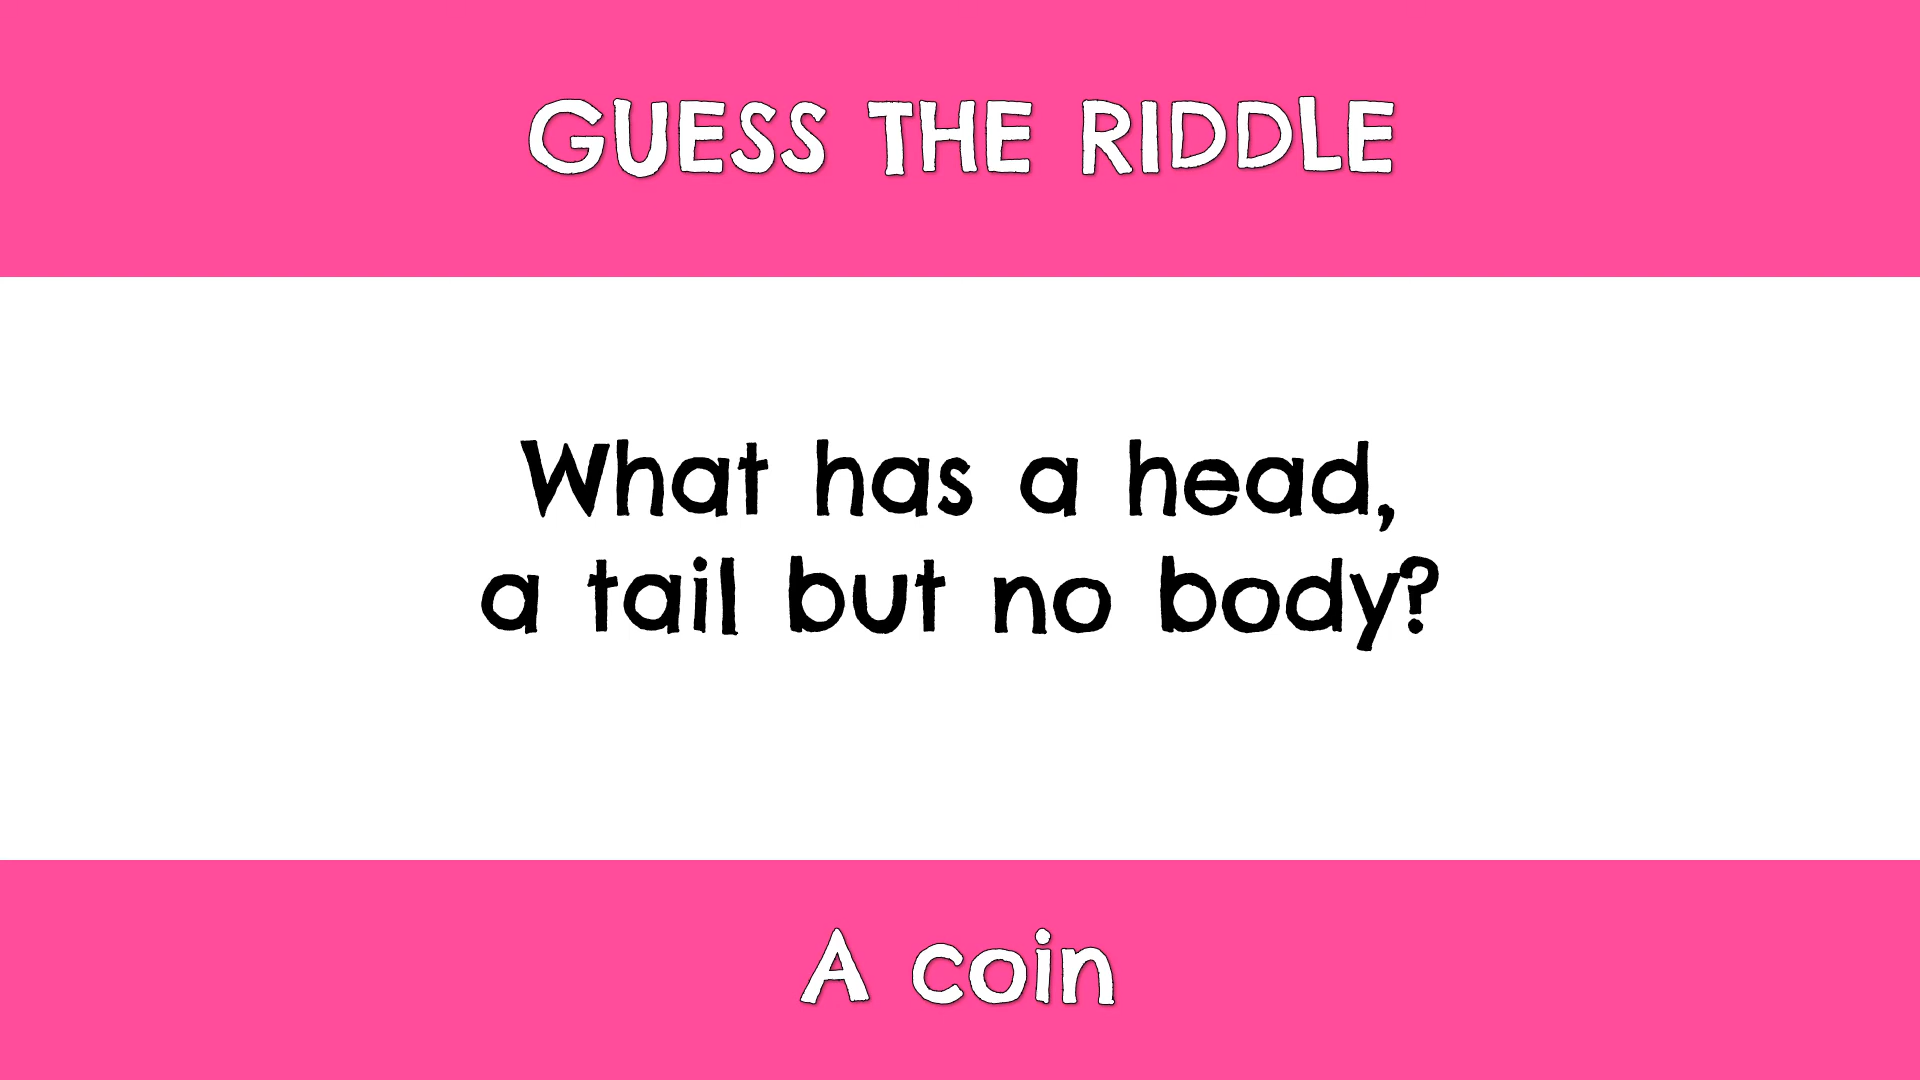 GUESS THE RIDDLE
What has a head,
a tail but no body?
A coin